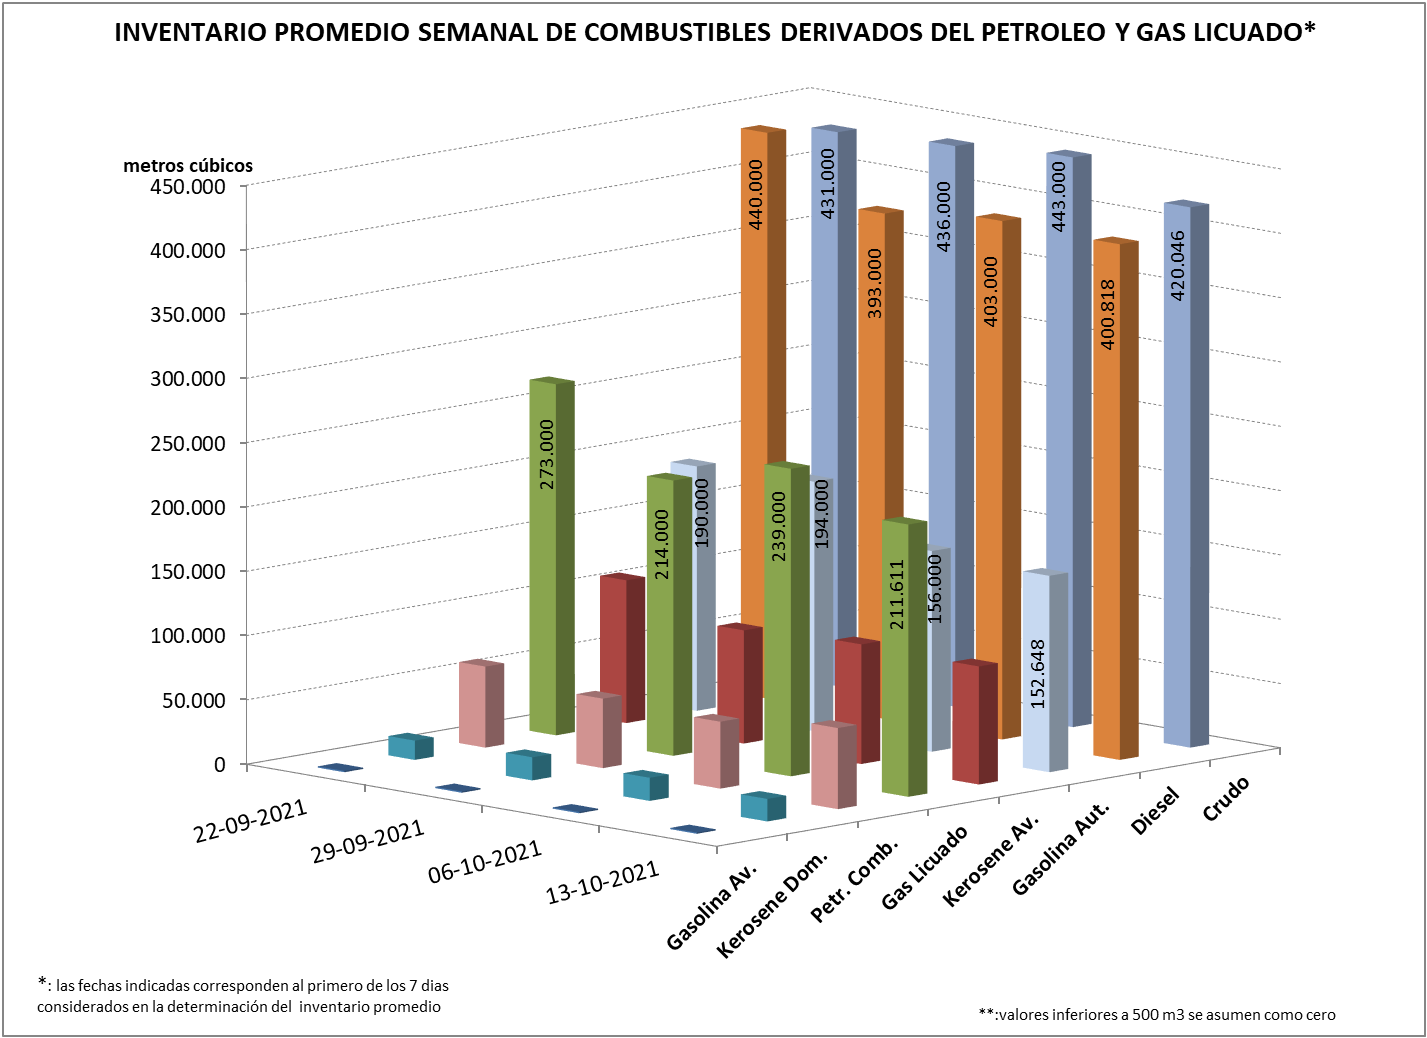 INVENTARIO PROMEDIO SEMANAL DE COMBUSTIBLES DERIVADOS DEL PETROLEO Y GAS LICUADO*
metros cúbicos
450.000
400.000
350.000
300.000
250.000
200.000
150.000
100.000
50.000
0
440.000
431.000
393.000
436.000
403.000
443.000
400.818
420.046
273.000
190.000
214.000
194.000
239.000
156.000
211.611
152.648
22-09-2021
29-09-2021
06-10-2021
13-10-2021
Gasolina Av.
Kerosene Dom.
Petr. Comb.
Gas Licuado
Kerosene Av.
Gasolina Aut.
Diesel
Crudo
*: las fechas indicadas corresponden al primero de los 7 dias
considerados en la determinación del inventario promedio
**:valores inferiores a 500 m3 se asumen como cero